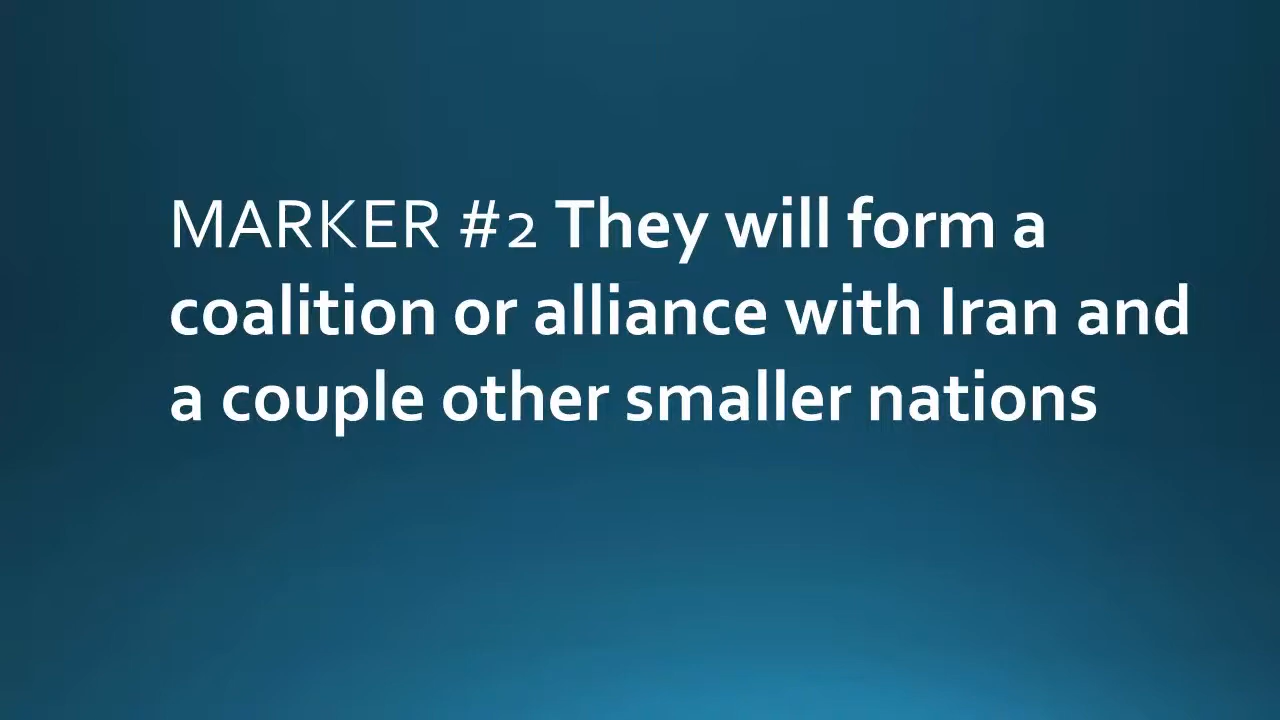 MARKER #2 They will form a
coalition or alliance with Iran and
a couple other smaller nations